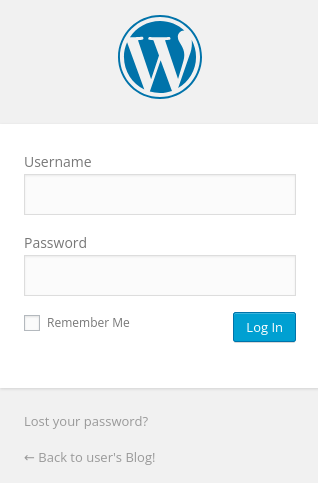 Username
Password
Remember Me
Log In
Lost your password?
← Back to user's Blog!